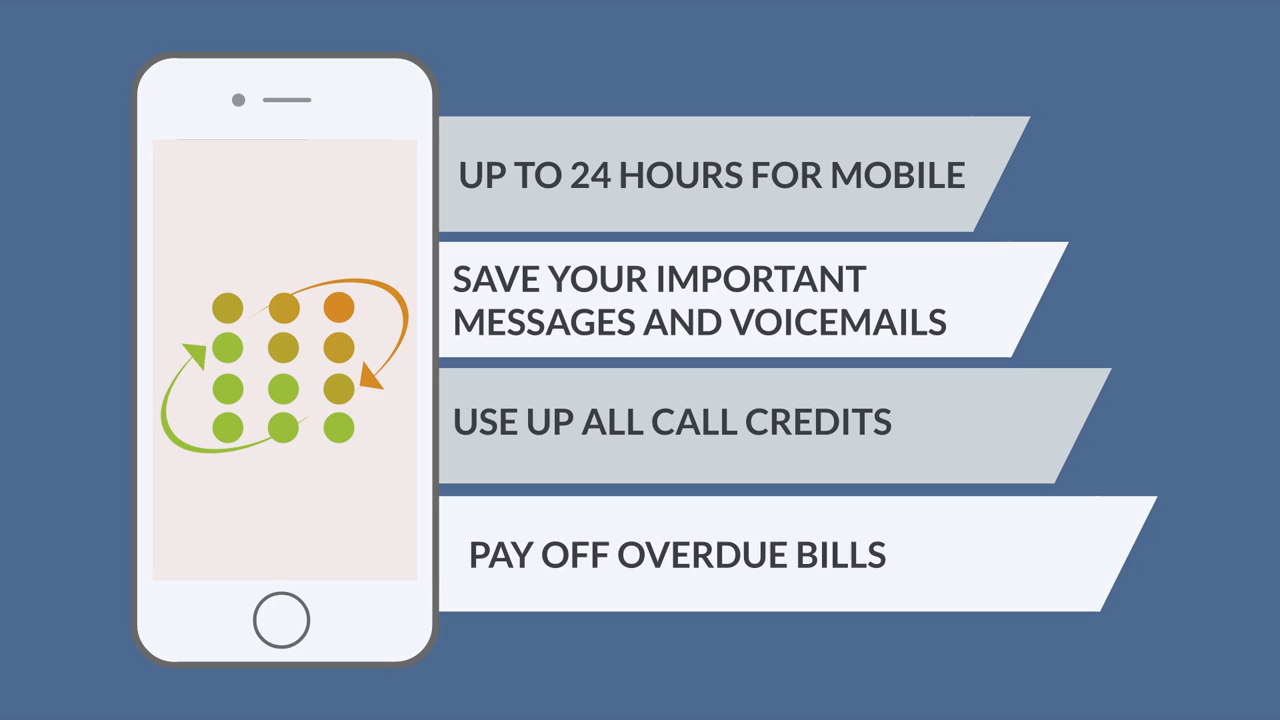 UP TO 24 HOURS FOR MOBILE
SAVE YOUR IMPORTANT
MESSAGES AND VOICEMAILS
USE UP ALL CALL CREDITS
PAY OFF OVERDUE BILLS